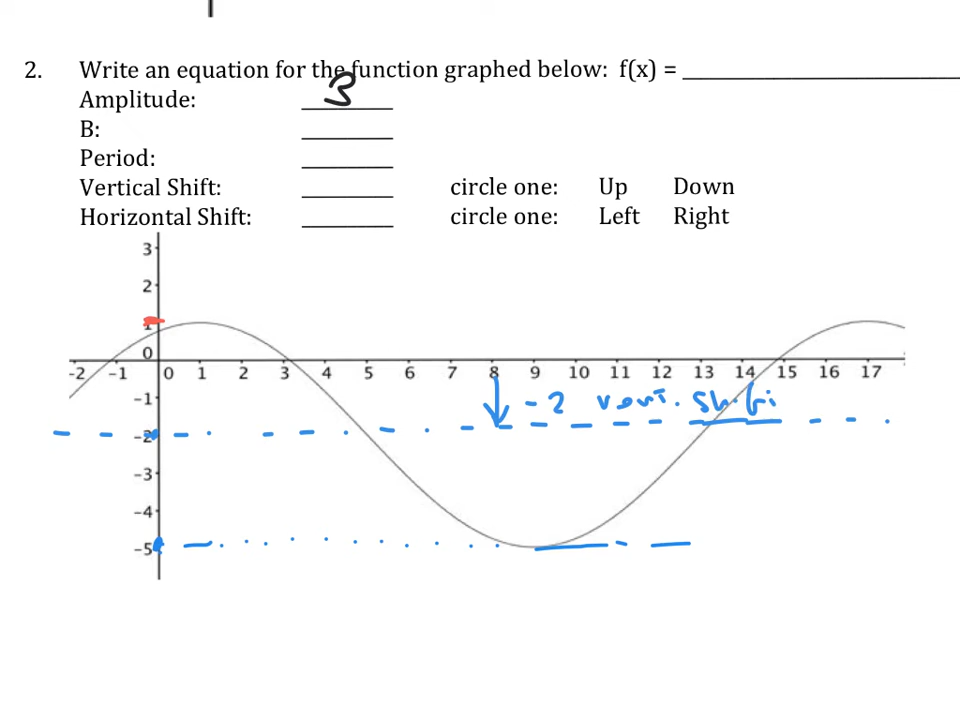 2. Write an equation for the function graphed below: f(x) = 
Amplitude: 3
B:
Period:
Vertical Shift: circle one: Up Down
Horizontal Shift: circle one: Left Right
3
2
1
0
-2 -1 0 1 2 3 4 5 6 7 8 9 10 11 12 13 14 15 16 17
-1
-2 vert.
-2
-3
-4
-5